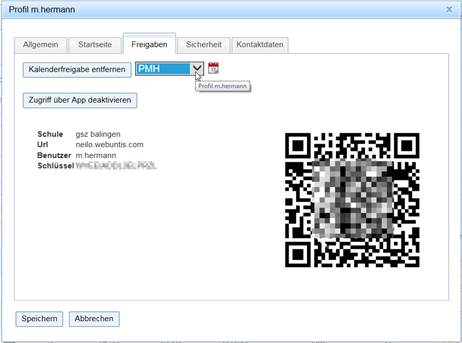 Profil m.hermann
Allgemein Startseite Freigaben Sicherheit Kontaktdaten
Kalenderfreigabe entfernen PMH
Profil m.hermann
Zugriff über App deaktivieren
Schule gsz balingen
Url neilo.webuntis.com
Benutzer m.hermann
Schlüssel
Speichern Abbrechen